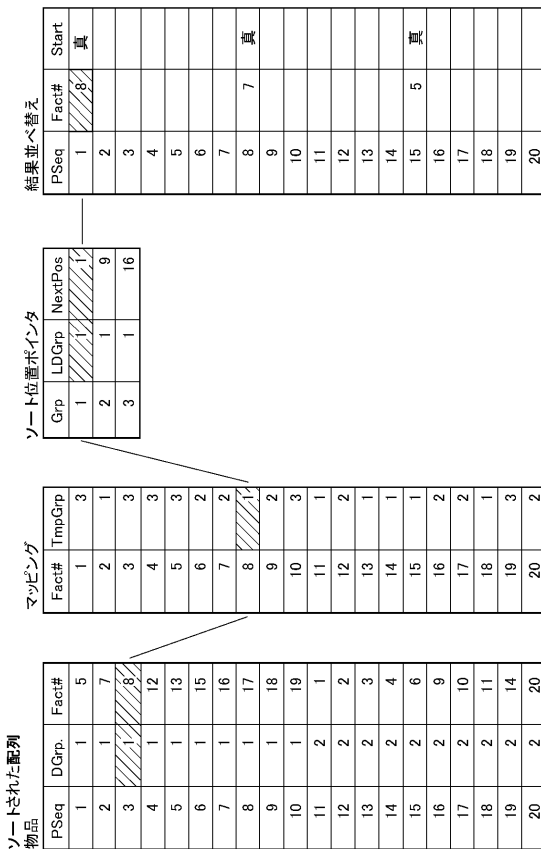 ソートされた配列
物品
PSeq DGrp. Fact#
1 1 5
2 1 7
3 1 8
4 1 12
5 1 13
6 1 15
7 1 16
8 1 17
9 1 18
10 1 19
11 2 1
12 2 2
13 2 3
14 2 4
15 2 6
16 2 9
17 2 10
18 2 11
19 2 14
20 2 20
マッピング
Fact# TmpGrp
1 3
2 1
3 3
4 3
5 3
6 2
7 2
8 1
9 2
10 3
11 1
12 2
13 1
14 1
15 1
16 2
17 2
18 1
19 3
20 2
ソート位置ポインタ
Grp LDGrp NextPos
1 1 1
2 1 9
3 1 16
結果並べ替え
PSeq Fact# Start
1 8 真
2
3
4
5
6
7
8 7 真
9
10
11
12
13
14
15 5 真
16
17
18
19
20